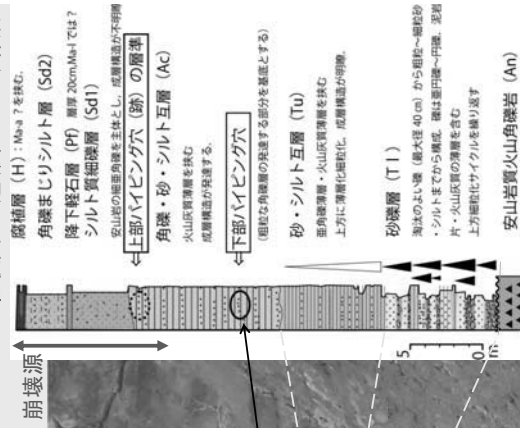 崩壊源
腐植層（H）: Ma-a ？を挟む.
角礫まじりシルト層（Sd2）
降下軽石層（Pf）層厚 20cm,Ma-l では？
シルト質細礫層（Sd1）
安山岩の細亜角礫を主体とし，成層構造が不明瞭
上部パイピング穴（跡）の層準
角礫・砂・シルト互層（Ac）
火山灰質薄層を挟む
成層構造が発達する.
下部パイピング穴
（粗粒な角礫層の発達する部分を基底とする）
砂・シルト互層（Tu）
亜角礫薄層・火山灰質薄層を挟む
上方に薄層化細粒化，成層構造が明瞭.
砂礫層（Tl）
淘汰のよい礫（最大径 40㎝）から粗粒〜細粒砂
・シルトまでから構成．礫は亜円礫〜円礫．泥岩
片・火山灰質の薄層を含む
上方細粒化サイクルを繰り返す
安山岩質火山角礫岩（An）
5
0
m